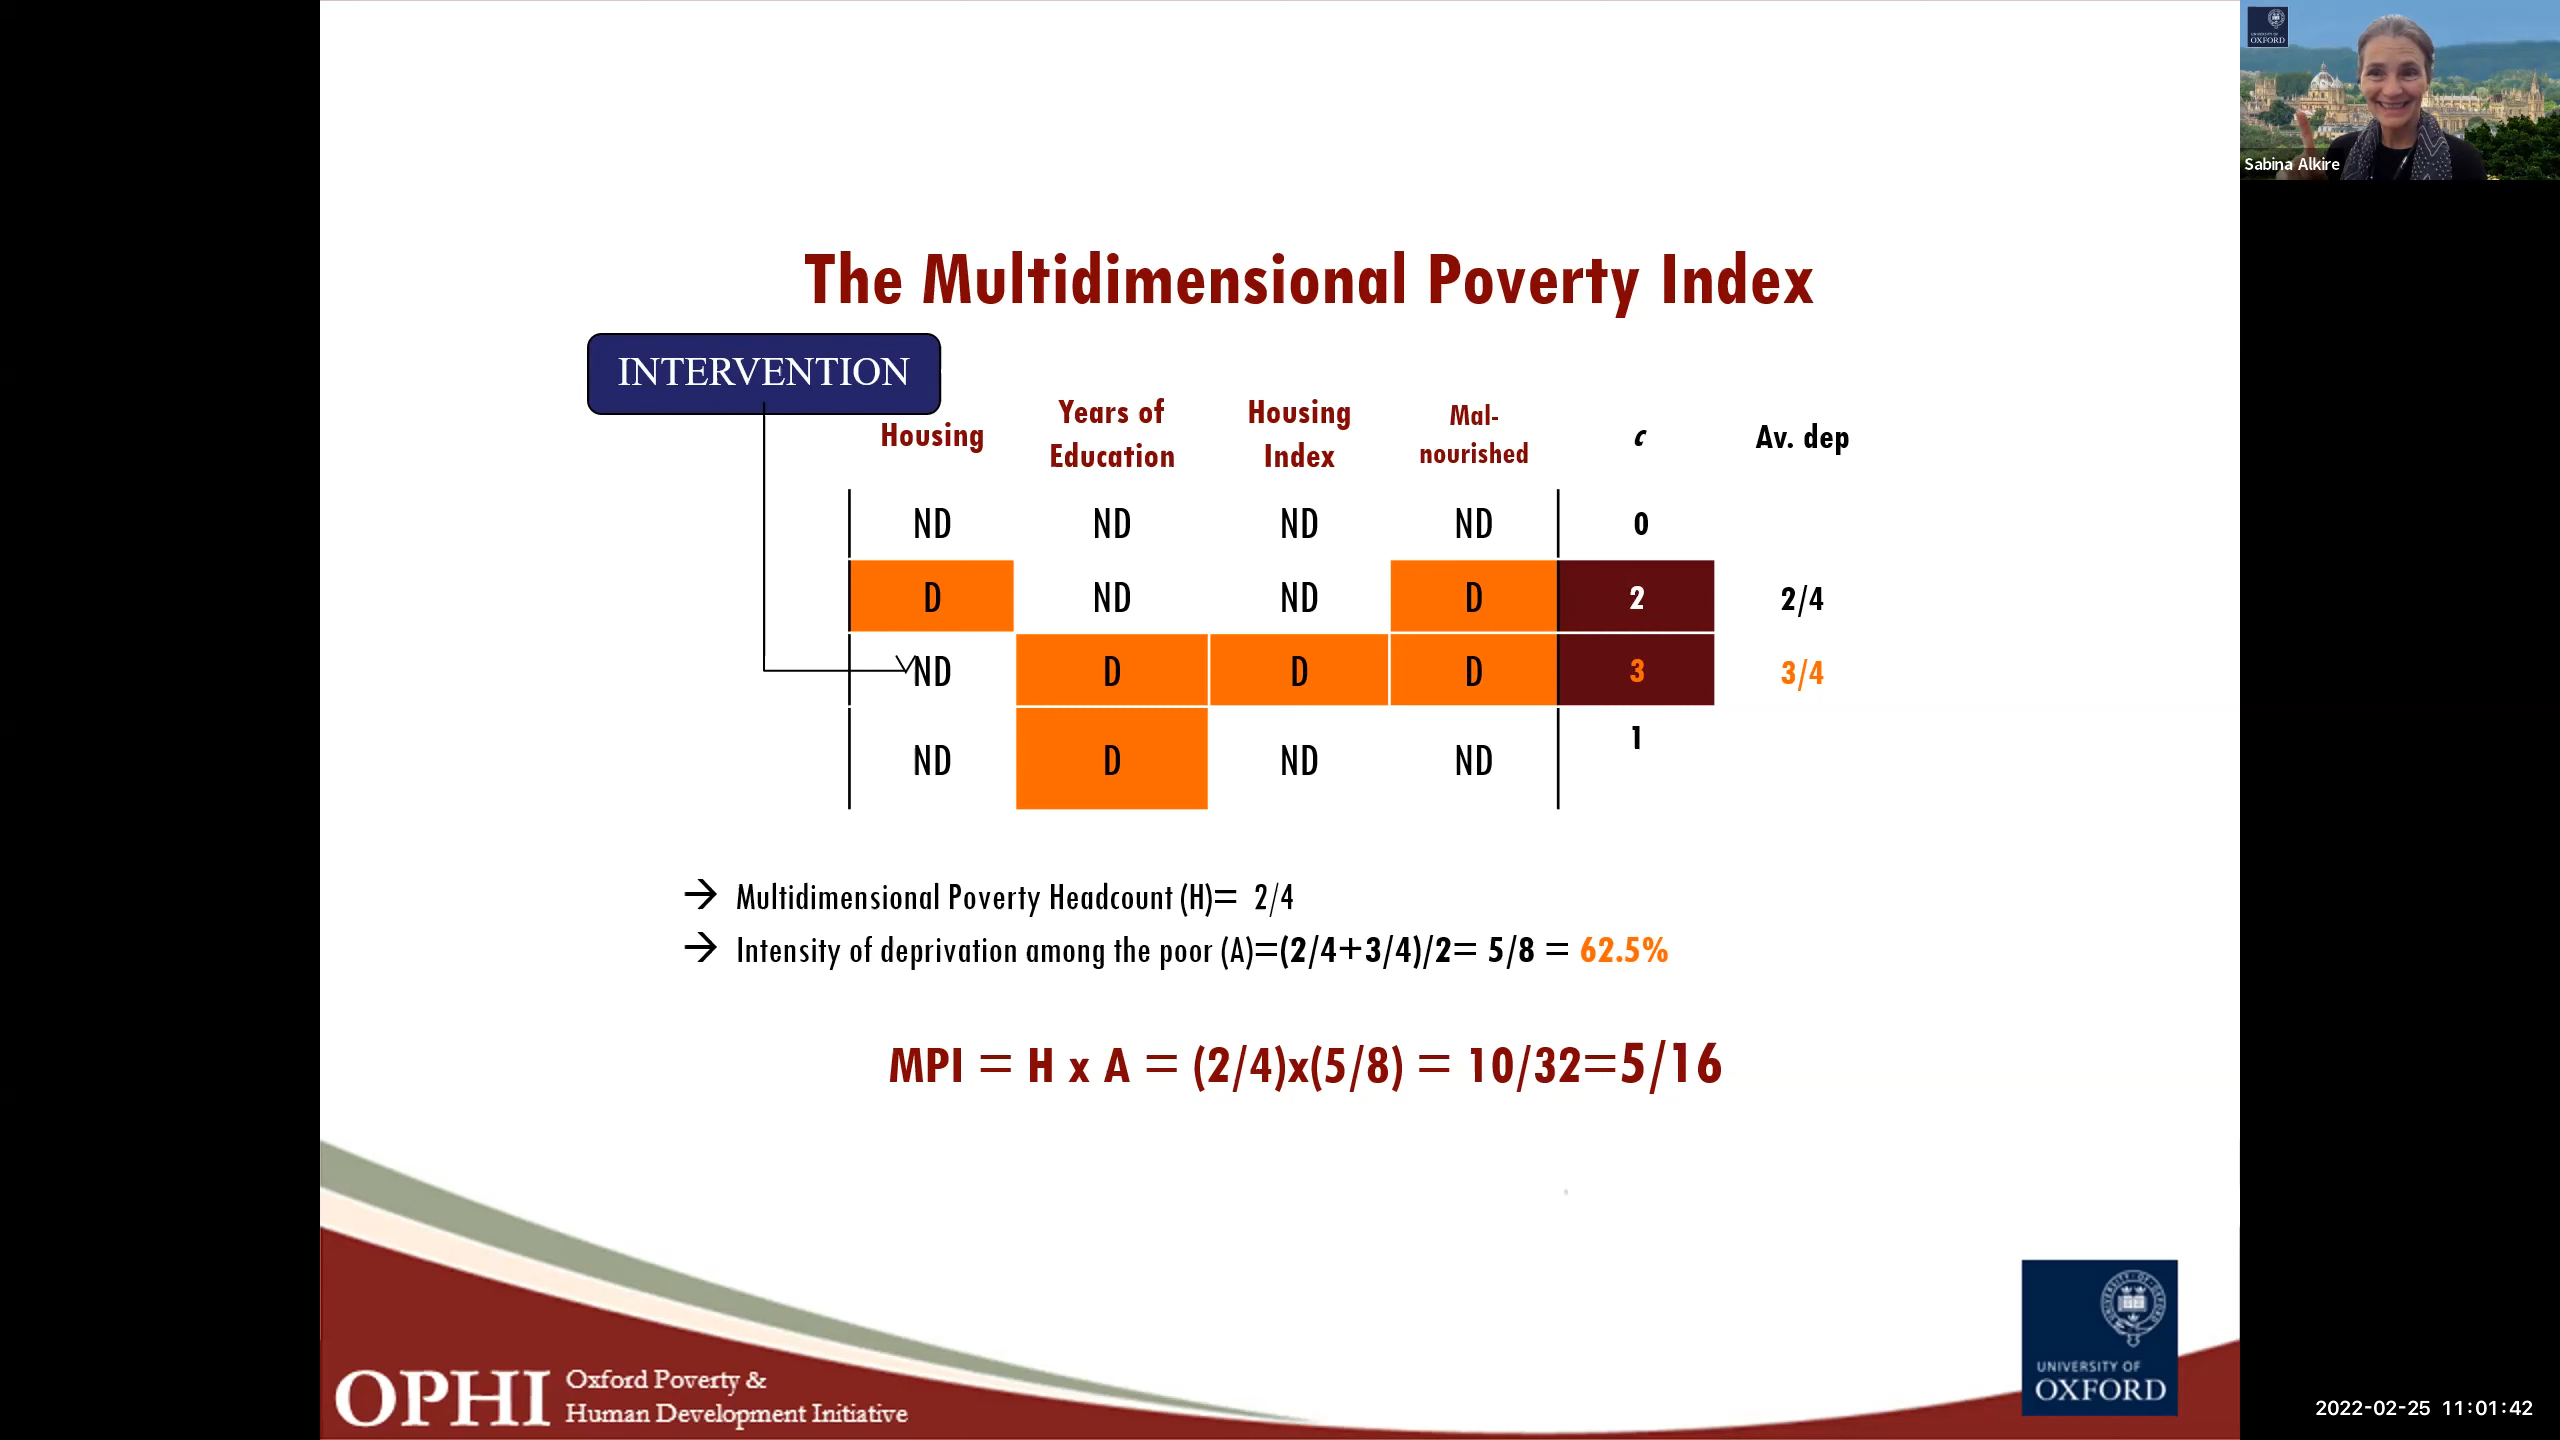 UNIVERSITY OF
OXFORD
Sabina Alkire
The Multidimensional Poverty Index
INTERVENTION
Housing
Years of
Education
Housing
Index
Mal-
nourished
c
Av. dep
ND ND ND ND 0
D ND ND D 2 2/4
ND D D D 3 3/4
ND D ND ND 1
→ Multidimensional Poverty Headcount (H)= 2/4
→ Intensity of deprivation among the poor (A)=(2/4+3/4)/2= 5/8 = 62.5%
MPI = H x A = (2/4)x(5/8) = 10/32=5/16
OPHI
Oxford Poverty &
Human Development Initiative
UNIVERSITY OF
OXFORD
2022-02-25 11:01:42